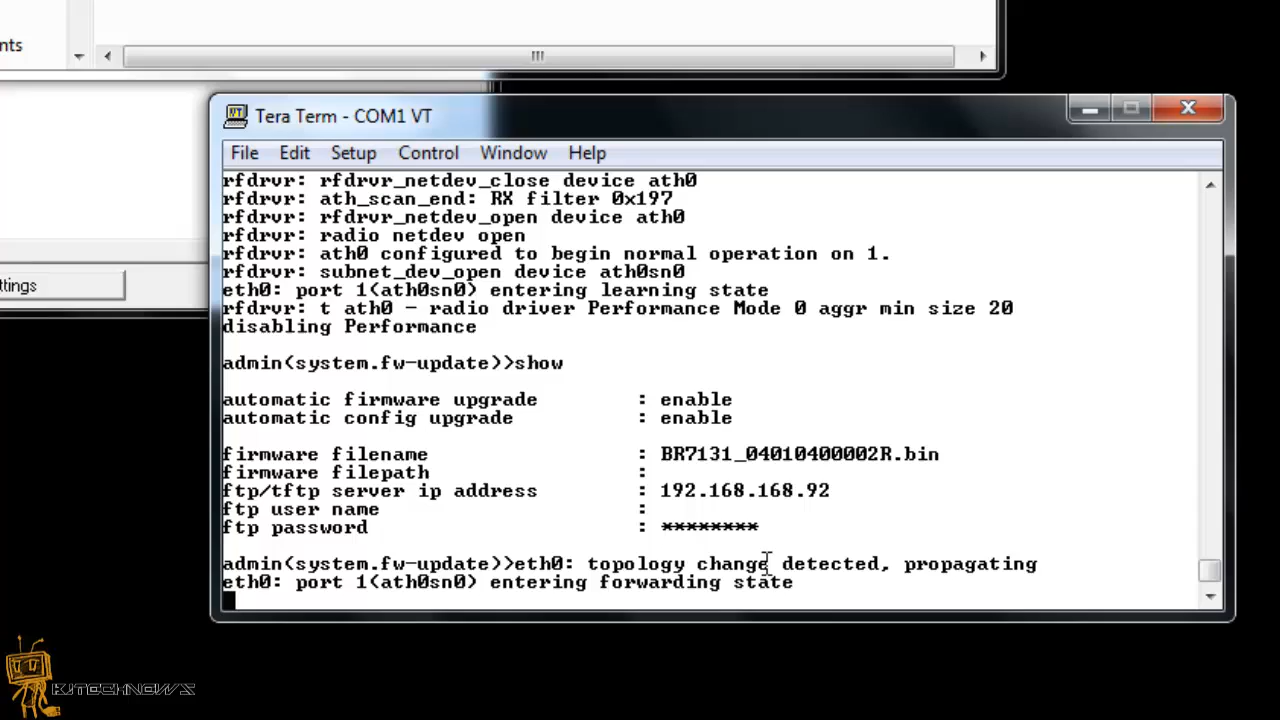 nts
Tera Term - COM1 VT
File Edit Setup Control Window Help
rfdrvr: rfdrvr_netdev_close device ath0
rfdrvr: ath_scan_end: RX filter 0x197
rfdrvr: rfdrvr_netdev_open device ath0
rfdrvr: radio netdev open
rfdrvr: ath0 configured to begin normal operation on 1.
rfdrvr: subnet_dev_open device ath0sn0
ttings
eth0: port 1(ath0sn0) entering learning state
rfdrvr: t ath0 - radio driver Performance Mode 0 aggr min size 20
disabling Performance
admin(system.fw-update)>show
automatic firmware upgrade : enable
automatic config upgrade : enable
firmware filename : BR7131_04010400002R.bin
firmware filepath :
ftp/tftp server ip address : 192.168.168.92
ftp user name :
ftp password : ********
admin(system.fw-update)>eth0: topology change detected, propagating
eth0: port 1(ath0sn0) entering forwarding state
KJTECHNOWS